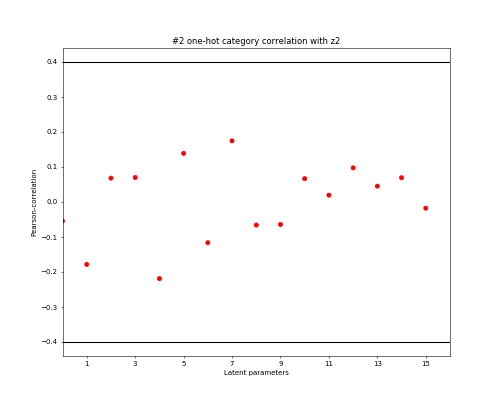 #2 one-hot category correlation with z2
Pearson-correlation
0.4
0.3
0.2
0.1
0.0
−0.1
−0.2
−0.3
−0.4
1 3 5 7 9 11 13 15
Latent parameters